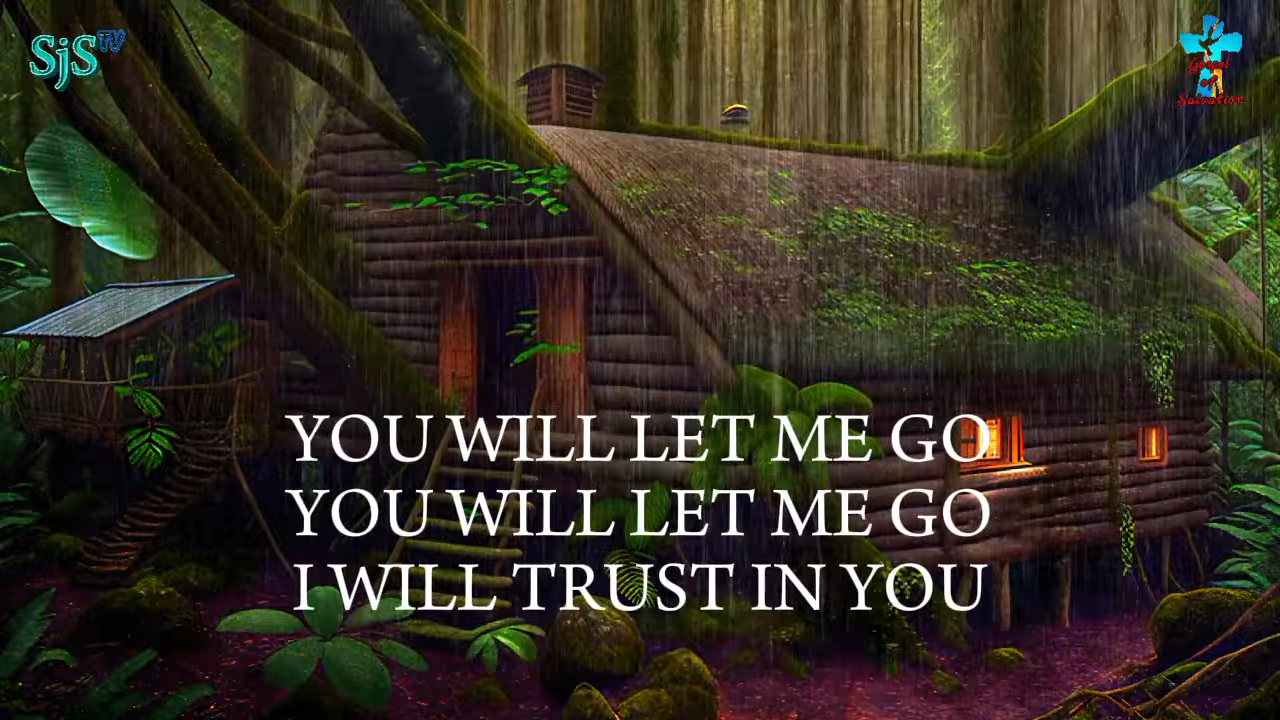 SjS TV
Gospel
of
Salvation
YOU WILL LET ME GO
YOU WILL LET ME GO
I WILL TRUST IN YOU